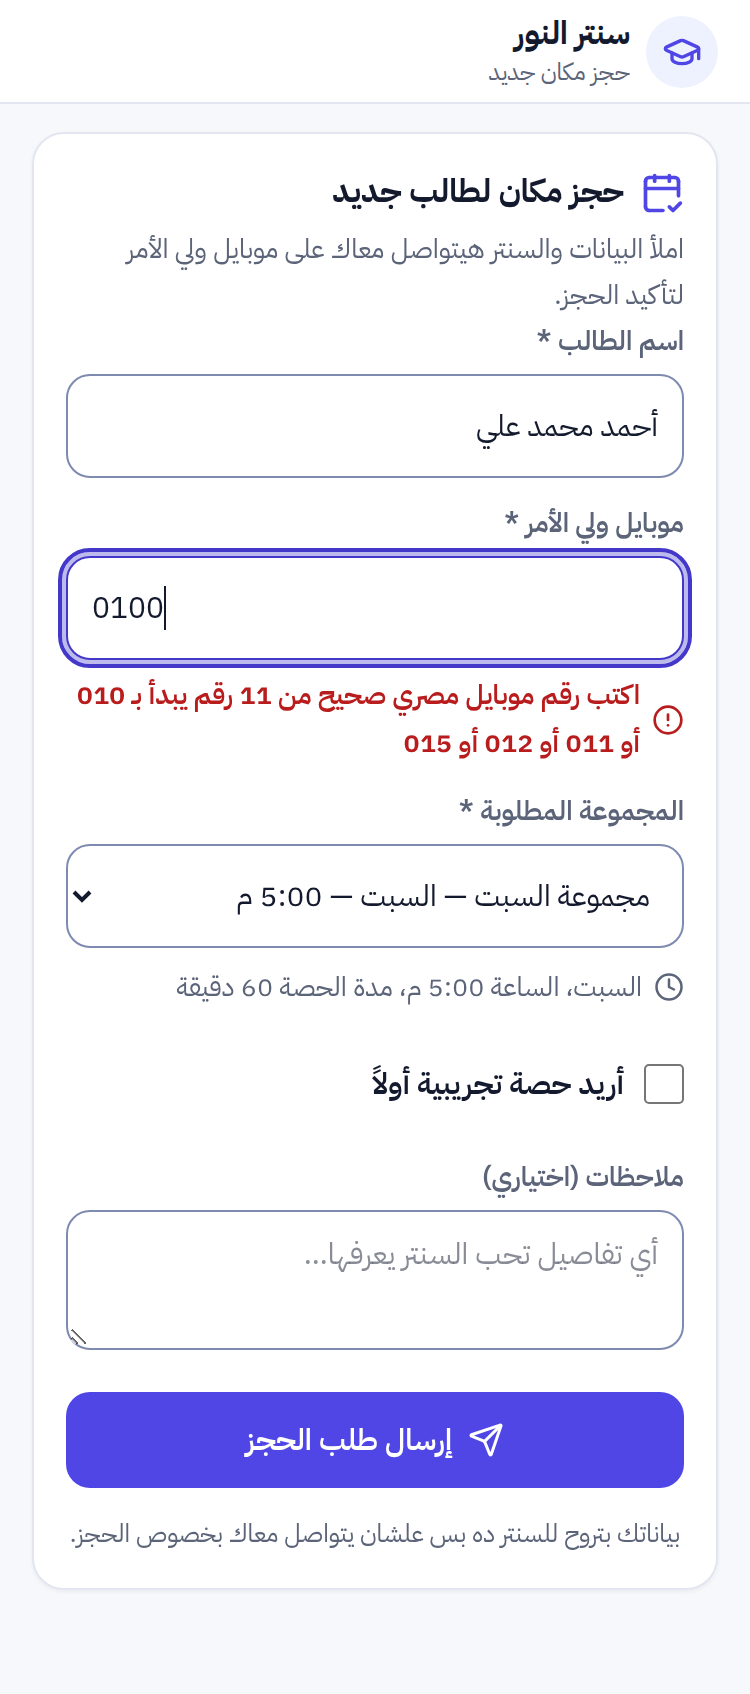 سنتر النور
حجز مكان جديد
حجز مكان لطالب جديد
املأ البيانات والسنتر هيتواصل معاك على موبايل ولي الأمر
لتأكيد الحجز.
اسم الطالب *
أحمد محمد علي
موبايل ولي الأمر *
0100
اكتب رقم موبايل مصري صحيح من 11 رقم يبدأ بـ 010
أو 011 أو 012 أو 015
المجموعة المطلوبة *
مجموعة السبت — السبت — 5:00 م
السبت، الساعة 5:00 م، مدة الحصة 60 دقيقة
أريد حصة تجريبية أولاً
ملاحظات (اختياري)
أي تفاصيل تحب السنتر يعرفها...
إرسال طلب الحجز
بياناتك بتروح للسنتر ده بس علشان يتواصل معاك بخصوص الحجز.